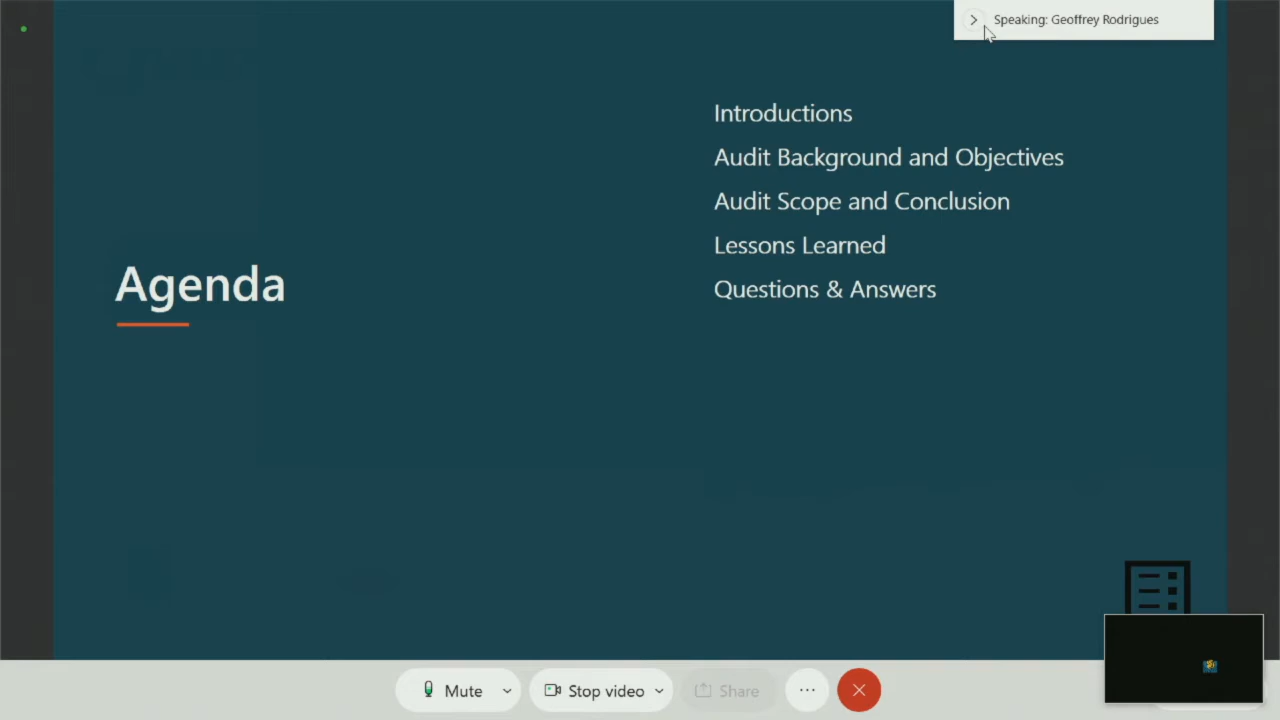 Speaking: Geoffrey Rodrigues
Introductions
Audit Background and Objectives
Audit Scope and Conclusion
Lessons Learned
Questions & Answers
Agenda
Mute
Stop video
Share